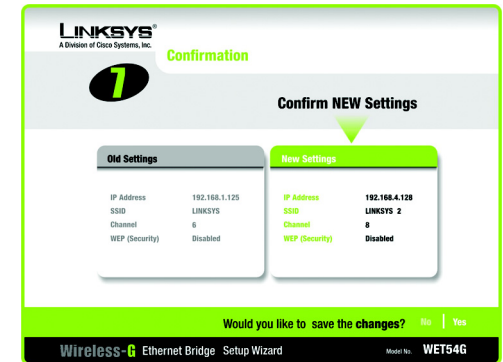 LINKSYS®
A Division of Cisco Systems, Inc.
Confirmation
7
Confirm NEW Settings
Old Settings
IP Address 192.168.1.125
SSID LINKSYS
Channel 6
WEP (Security) Disabled
New Settings
IP Address 192.168.4.128
SSID LINKSYS 2
Channel 8
WEP (Security) Disabled
Would you like to save the changes? No Yes
Wireless-G Ethernet Bridge Setup Wizard Model No. WET54G